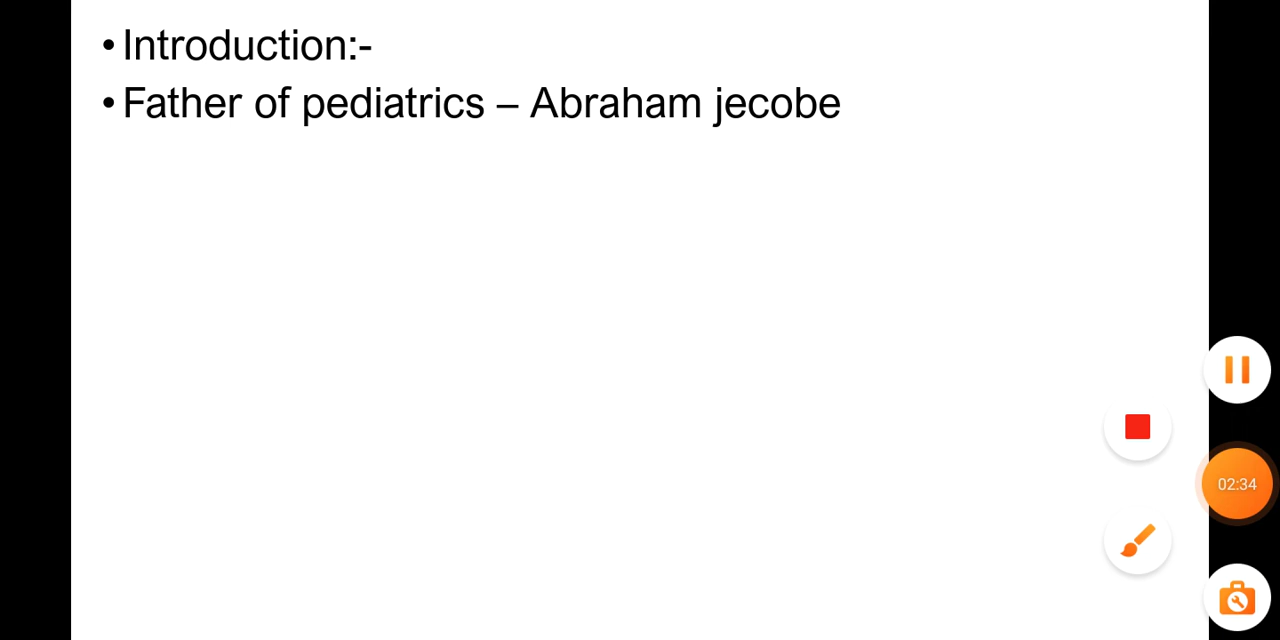 • Introduction:-
• Father of pediatrics – Abraham jecobe
02:34